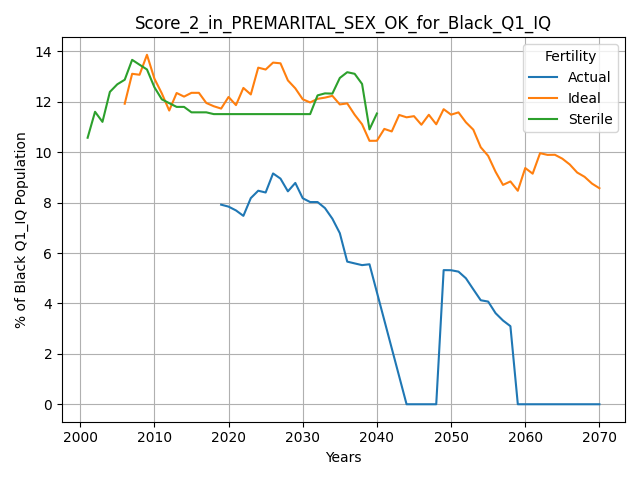 Score_2_in_PREMARITAL_SEX_OK_for_Black_Q1_IQ
Fertility
Actual
Ideal
Sterile
% of Black Q1_IQ Population
14
12
10
8
6
4
2
0
2000 2010 2020 2030 2040 2050 2060 2070
Years